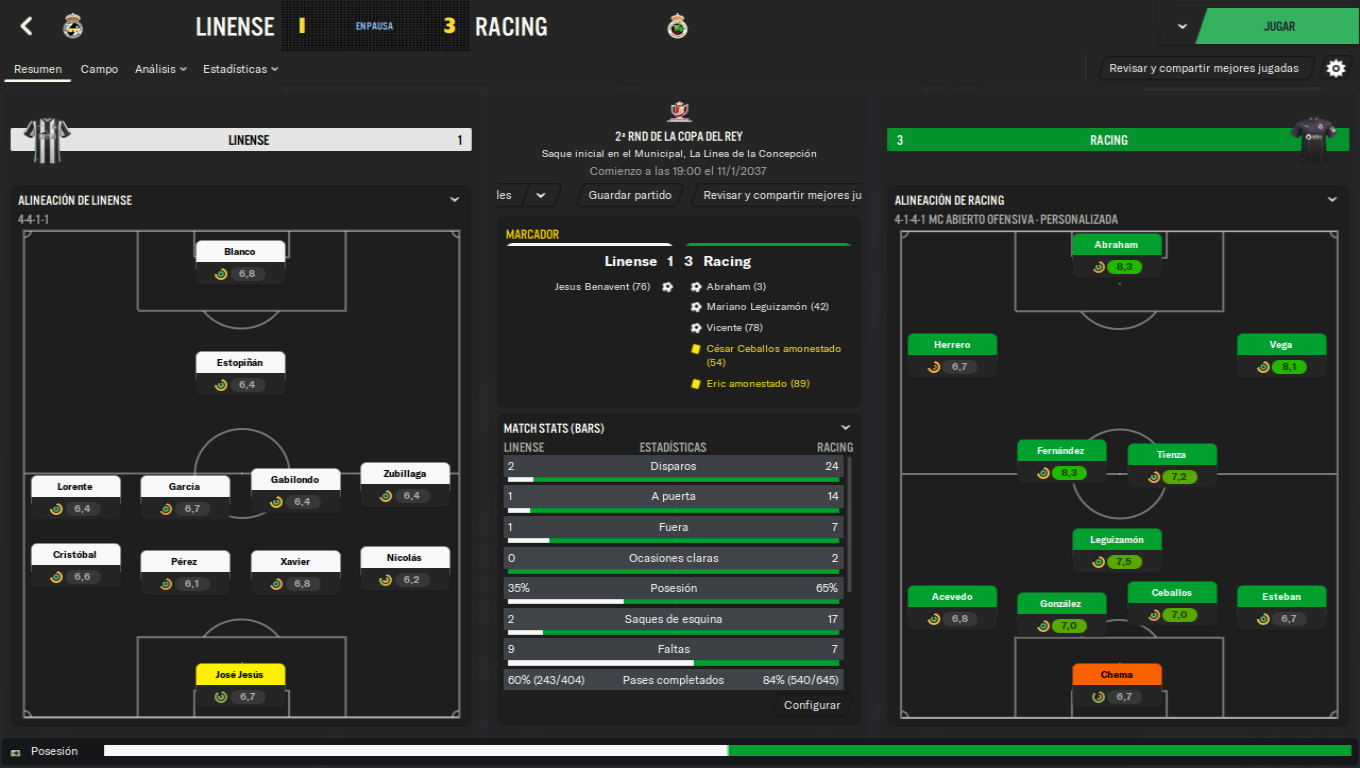 LINENSE
1
EN PAUSA
3
RACING
JUGAR
Resumen
Campo
Análisis
Estadísticas
Revisar y compartir mejores jugadas
LINENSE
1
2ª RND DE LA COPA DEL REY
Saque inicial en el Municipal, La Línea de la Concepción
Comienzo a las 19:00 el 11/1/2037
les
Guardar partido
Revisar y compartir mejores ju
3
RACING
ALINEACIÓN DE LINENSE
4-4-1-1
Blanco
6,8
Estopiñán
6,4
Lorente
6,4
García
6,7
Gabilondo
6,4
Zubillaga
6,4
Cristóbal
6,6
Pérez
6,1
Xavier
6,8
Nicolás
6,2
José Jesús
6,7
MARCADOR
Linense 1 3 Racing
Jesus Benavent (76)
Abraham (3)
Mariano Leguizamón (42)
Vicente (78)
César Ceballos amonestado
(54)
Eric amonestado (89)
MATCH STATS (BARS)
LINENSE ESTADÍSTICAS RACING
2 Disparos 24
1 A puerta 14
1 Fuera 7
0 Ocasiones claras 2
35% Posesión 65%
2 Saques de esquina 17
9 Faltas 7
60% (243/404) Pases completados 84% (540/645)
Configurar
ALINEACIÓN DE RACING
4-1-4-1 MC ABIERTO OFENSIVA - PERSONALIZADA
Abraham
8,3
Herrero
6,7
Vega
8,1
Fernández
8,3
Tienza
7,2
Leguizamón
7,5
Acevedo
6,8
González
7,0
Ceballos
7,0
Esteban
6,7
Chema
6,7
Posesión